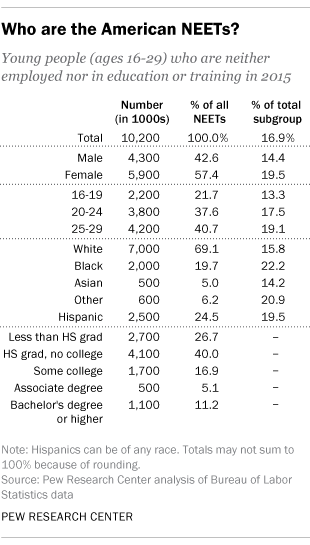 Who are the American NEETs?
Young people (ages 16-29) who are neither
employed nor in education or training in 2015
Number % of all % of total
(in 1000s) NEETs subgroup
Total 10,200 100.0% 16.9%
Male 4,300 42.6 14.4
Female 5,900 57.4 19.5
16-19 2,200 21.7 13.3
20-24 3,800 37.6 17.5
25-29 4,200 40.7 19.1
White 7,000 69.1 15.8
Black 2,000 19.7 22.2
Asian 500 5.0 14.2
Other 600 6.2 20.9
Hispanic 2,500 24.5 19.5
Less than HS grad 2,700 26.7 –
HS grad, no college 4,100 40.0 –
Some college 1,700 16.9 –
Associate degree 500 5.1 –
Bachelor's degree 1,100 11.2 –
or higher
Note: Hispanics can be of any race. Totals may not sum to
100% because of rounding.
Source: Pew Research Center analysis of Bureau of Labor
Statistics data
PEW RESEARCH CENTER